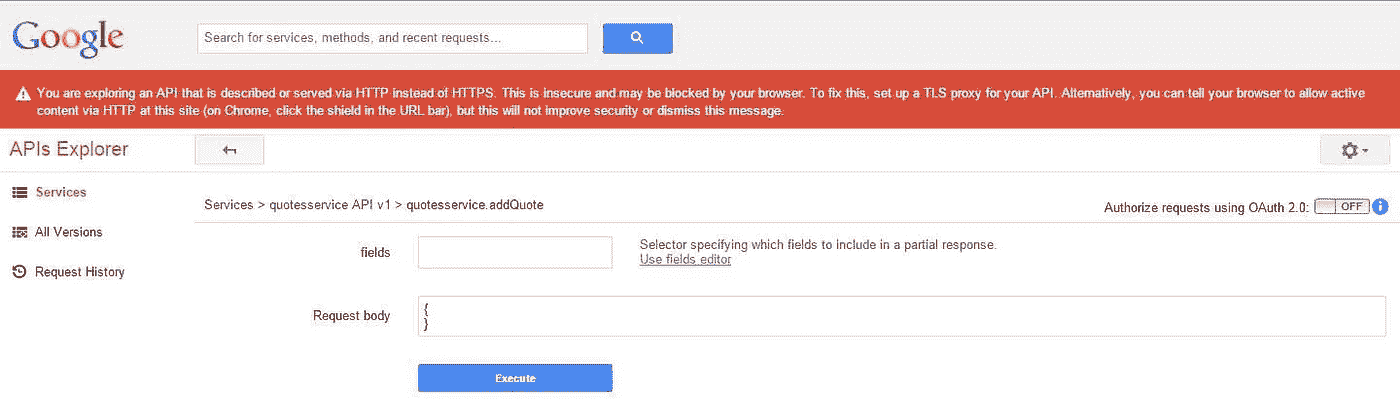 Google
Search for services, methods, and recent requests...
You are exploring an API that is described or served via HTTP instead of HTTPS. This is insecure and may be blocked by your browser. To fix this, set up a TLS proxy for your API. Alternatively, you can tell your browser to allow active
content via HTTP at this site (on Chrome, click the shield in the URL bar), but this will not improve security or dismiss this message.
APIs Explorer
Services
Services > quotesservice API v1 > quotesservice.addQuote
Authorize requests using OAuth 2.0: OFF
All Versions
fields
Selector specifying which fields to include in a partial response.
Use fields editor
Request History
Request body
{
}
Execute